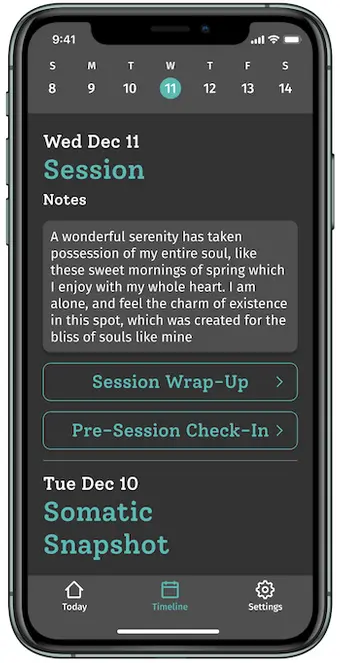 9:41
S M T W T F S
8 9 10 11 12 13 14
Wed Dec 11
Session
Notes
A wonderful serenity has taken
possession of my entire soul, like
these sweet mornings of spring which
I enjoy with my whole heart. I am
alone, and feel the charm of existence
in this spot, which was created for the
bliss of souls like mine
Session Wrap-Up
Pre-Session Check-In
Tue Dec 10
Somatic
Snapshot
Today Timeline Settings